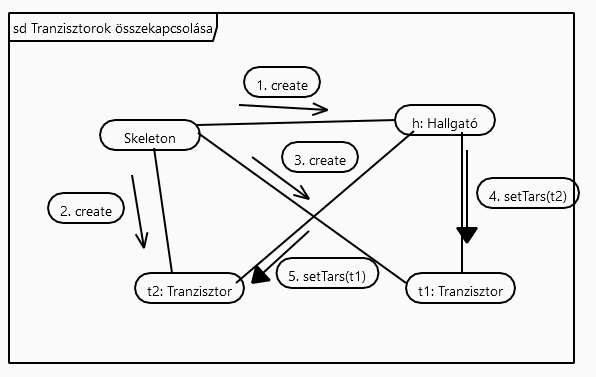 sd Tranzisztorok összekapcsolása
1. create
h: Hallgató
Skeleton
3. create
2. create
4. setTars(t2)
5. setTars(t1)
t2: Tranzisztor
t1: Tranzisztor